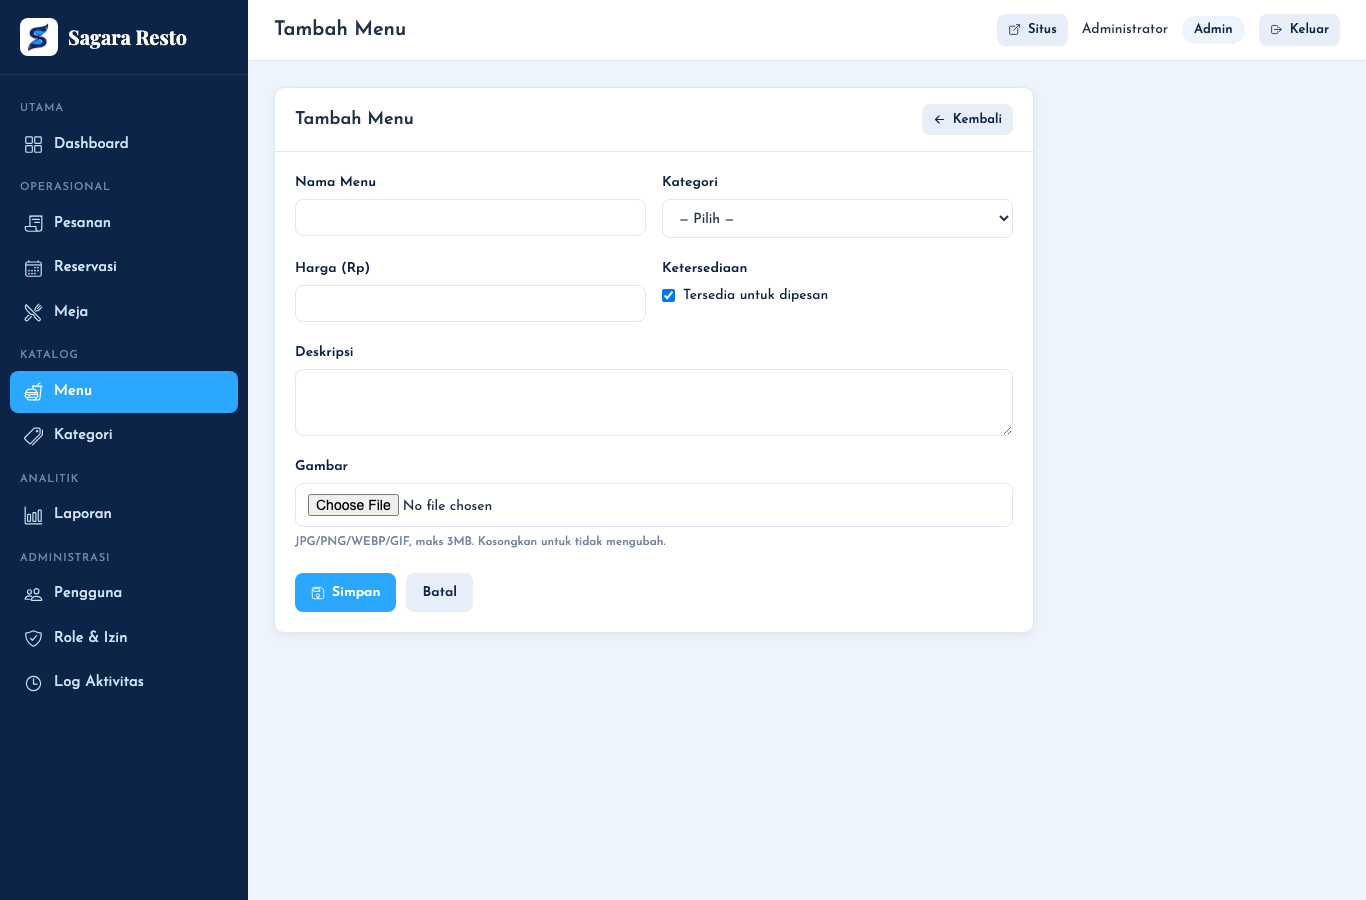 Sagara Resto
UTAMA
Dashboard
OPERASIONAL
Pesanan
Reservasi
Meja
KATALOG
Menu
Kategori
ANALITIK
Laporan
ADMINISTRASI
Pengguna
Role & Izin
Log Aktivitas
Tambah Menu
Situs
Administrator
Admin
Keluar
Tambah Menu
Kembali
Nama Menu
Kategori
— Pilih —
Harga (Rp)
Ketersediaan
Tersedia untuk dipesan
Deskripsi
Gambar
Choose File No file chosen
JPG/PNG/WEBP/GIF, maks 3MB. Kosongkan untuk tidak mengubah.
Simpan
Batal